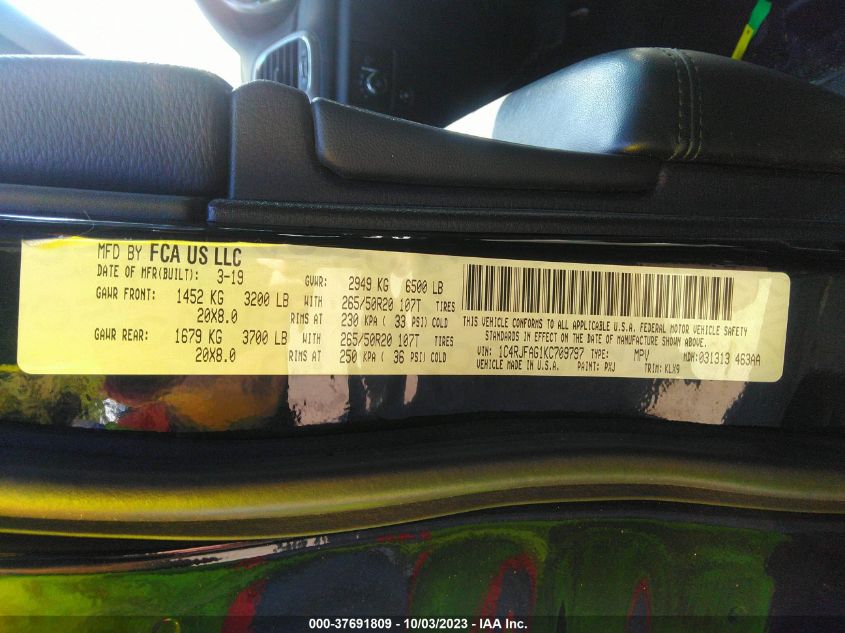 MFD BY FCA US LLC
DATE OF MFR(BUILT): 3-19 GVWR: 2949 KG 6500 LB
GAWR FRONT: 1452 KG 3200 LB WITH 265/50R20 107T TIRES
20X8.0 RIMS AT 230 KPA ( 33 PSI) COLD
GAWR REAR: 1679 KG 3700 LB WITH 265/50R20 107T TIRES
20X8.0 RIMS AT 250 KPA ( 36 PSI) COLD
THIS VEHICLE CONFORMS TO ALL APPLICABLE U.S.A. FEDERAL MOTOR VEHICLE SAFETY
STANDARDS IN EFFECT ON THE DATE OF MANUFACTURE SHOWN ABOVE.
VIN: 1C4RJFAG1KC709797 TYPE: MPV MDH: 031313 463AA
VEHICLE MADE IN U.S.A. PAINT: PXJ TRIM: KLX9
000-37691809 - 10/03/2023 - IAA Inc.